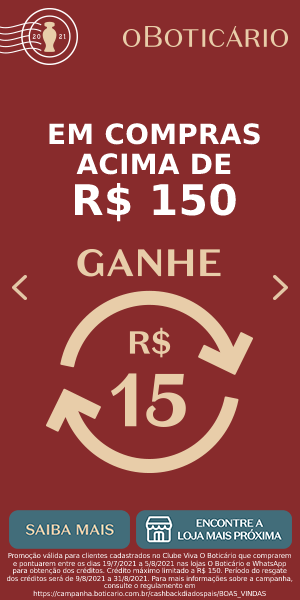 20 21
OBOTICÁRIO
EM COMPRAS
ACIMA DE
R$ 150
GANHE
R$
15
SAIBA MAIS
ENCONTRE A
LOJA MAIS PRÓXIMA
Promoção válida para clientes cadastrados no Clube Viva O Boticário que comprarem
e pontuarem entre os dias 19/7/2021 a 5/8/2021 nas lojas O Boticário e WhatsApp
para obtenção dos créditos. Crédito máximo limitado a R$ 150. Período do resgate
dos créditos será de 9/8/2021 a 31/8/2021. Para mais informações sobre a campanha,
consulte o regulamento em
https://campanha.boticario.com.br/cashbackdiadospais/BOAS_VINDAS